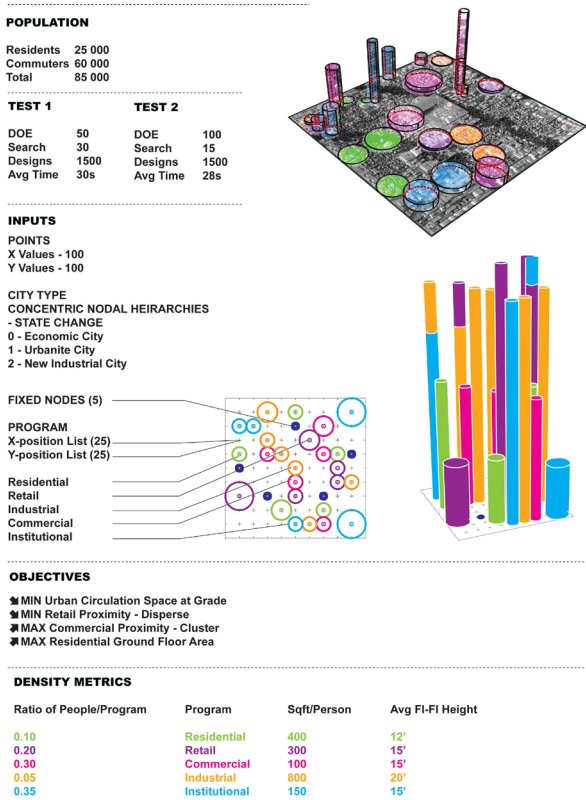 POPULATION
Residents 25 000
Commuters 60 000
Total 85 000
TEST 1 TEST 2
DOE 50 DOE 100
Search 30 Search 15
Designs 1500 Designs 1500
Avg Time 30s Avg Time 28s
INPUTS
POINTS
X Values - 100
Y Values - 100
CITY TYPE
CONCENTRIC NODAL HEIRARCHIES
- STATE CHANGE
0 - Economic City
1 - Urbanite City
2 - New Industrial City
FIXED NODES (5)
PROGRAM
X-position List (25)
Y-position List (25)
Residential
Retail
Industrial
Commercial
Institutional
OBJECTIVES
MIN Urban Circulation Space at Grade
MIN Retail Proximity - Disperse
MAX Commercial Proximity - Cluster
MAX Residential Ground Floor Area
DENSITY METRICS
Ratio of People/Program Program Sqft/Person Avg Fl-Fl Height
0.10 Residential 400 12'
0.20 Retail 300 15'
0.30 Commercial 100 15'
0.05 Industrial 800 20'
0.35 Institutional 150 15'